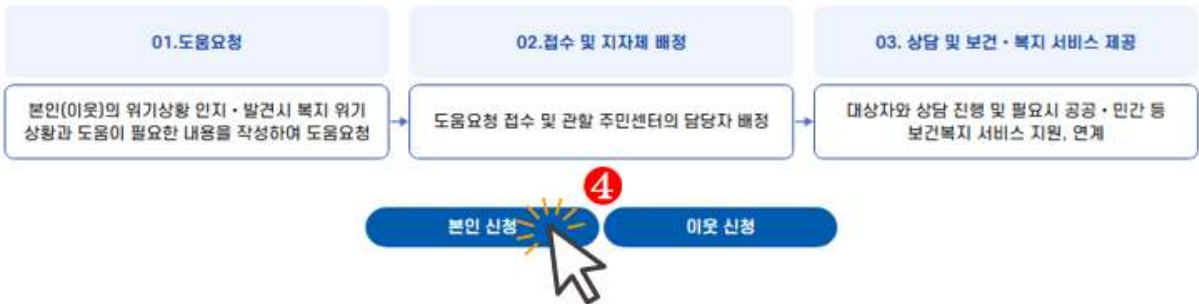 01.도움요청
02.접수 및 지자체 배정
03. 상담 및 보건·복지 서비스 제공
본인(이웃)의 위기상황 인지·발견시 복지 위기
상황과 도움이 필요한 내용을 작성하여 도움요청
도움요청 접수 및 관할 주민센터의 담당자 배정
대상자와 상담 진행 및 필요시 공공·민간 등
보건복지 서비스 지원, 연계
4
본인 신청
이웃 신청